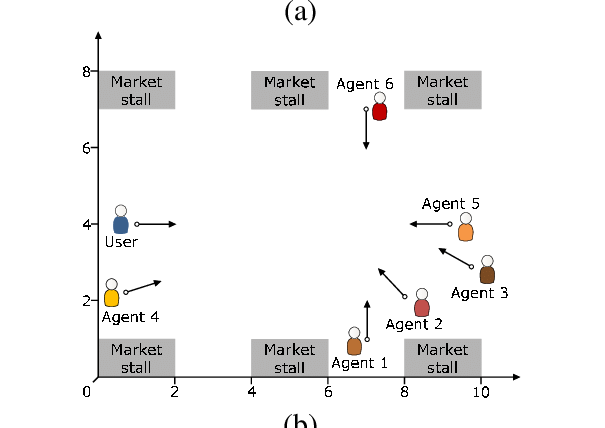 (a)
8
Market
stall
Market
stall
Agent 6
Market
stall
6
4
User
Agent 5
Agent 3
2
Agent 4
Agent 2
Market
stall
Market
stall
Agent 1
Market
stall
0
2
4
6
8
10
(b)